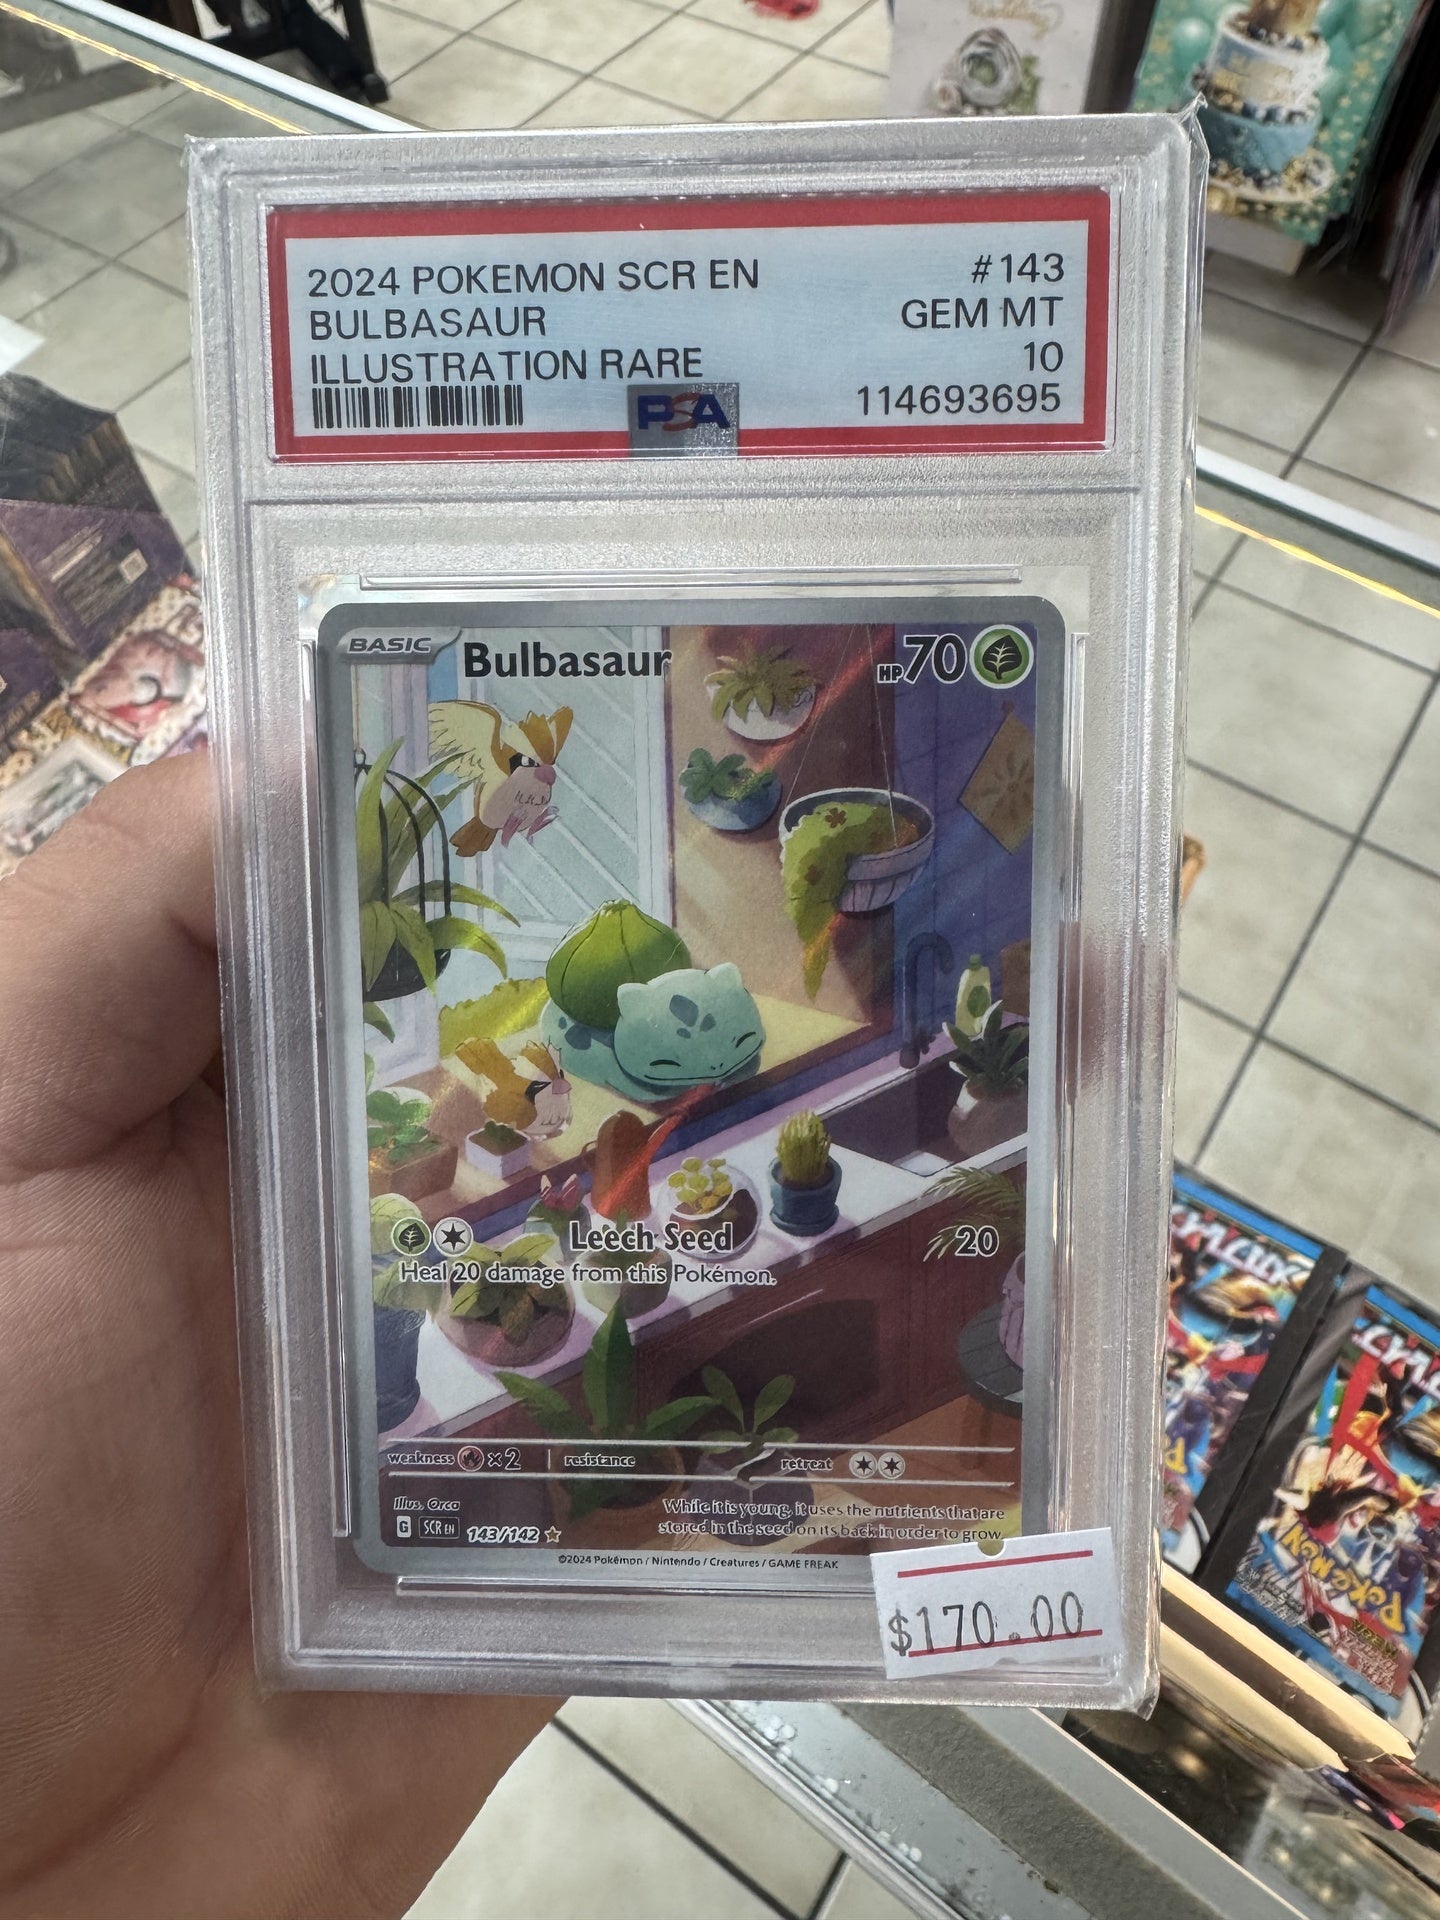 2024 POKEMON SCR EN #143
BULBASAUR GEM MT
ILLUSTRATION RARE 10
PSA 114693695
BASIC Bulbasaur HP 70
Leech Seed 20
Heal 20 damage from this Pokémon.
weakness ×2 resistance retreat
Illus. Orca
G SCR EN 143/142
While it is young, it uses the nutrients that are
stored in the seed on its back in order to grow.
©2024 Pokémon / Nintendo / Creatures / GAME FREAK
$170.00
POKéMON